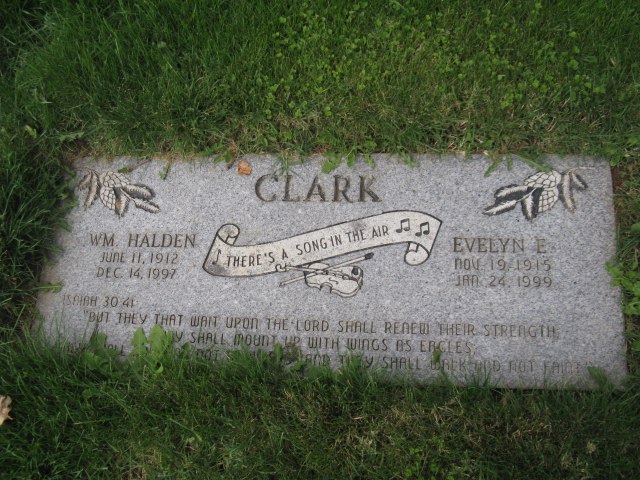 CLARK
WM. HALDEN
JUNE 11, 1912
DEC. 14, 1997
THERE'S A SONG IN THE AIR
EVELYN E.
NOV. 19, 1915
JAN. 24, 1999
ISAIAH 30:41
"BUT THEY THAT WAIT UPON THE LORD SHALL RENEW THEIR STRENGTH,
SHALL MOUNT UP WITH WINGS AS EAGLES,
NOT AND THEY SHALL WALK AND NOT FAINT